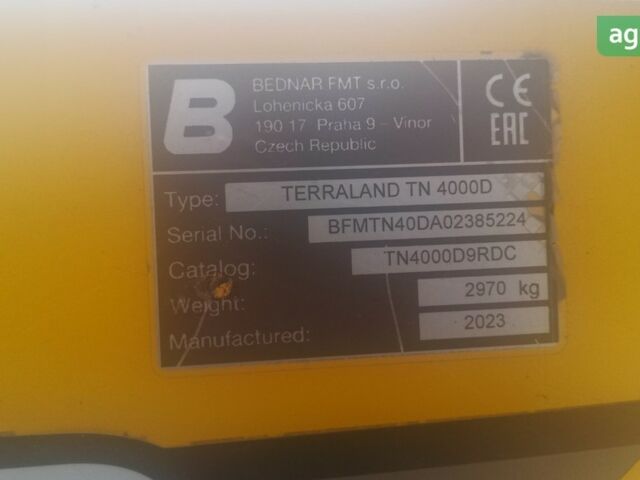 ag
B
BEDNAR FMT s.r.o.
Lohenicka 607
190 17 Praha 9 - Vinor
Czech Republic
CE
EAC
Type: TERRALAND TN 4000D
Serial No.: BFMTN40DA02385224
Catalog: TN4000D9RDC
Weight: 2970 kg
Manufactured: 2023